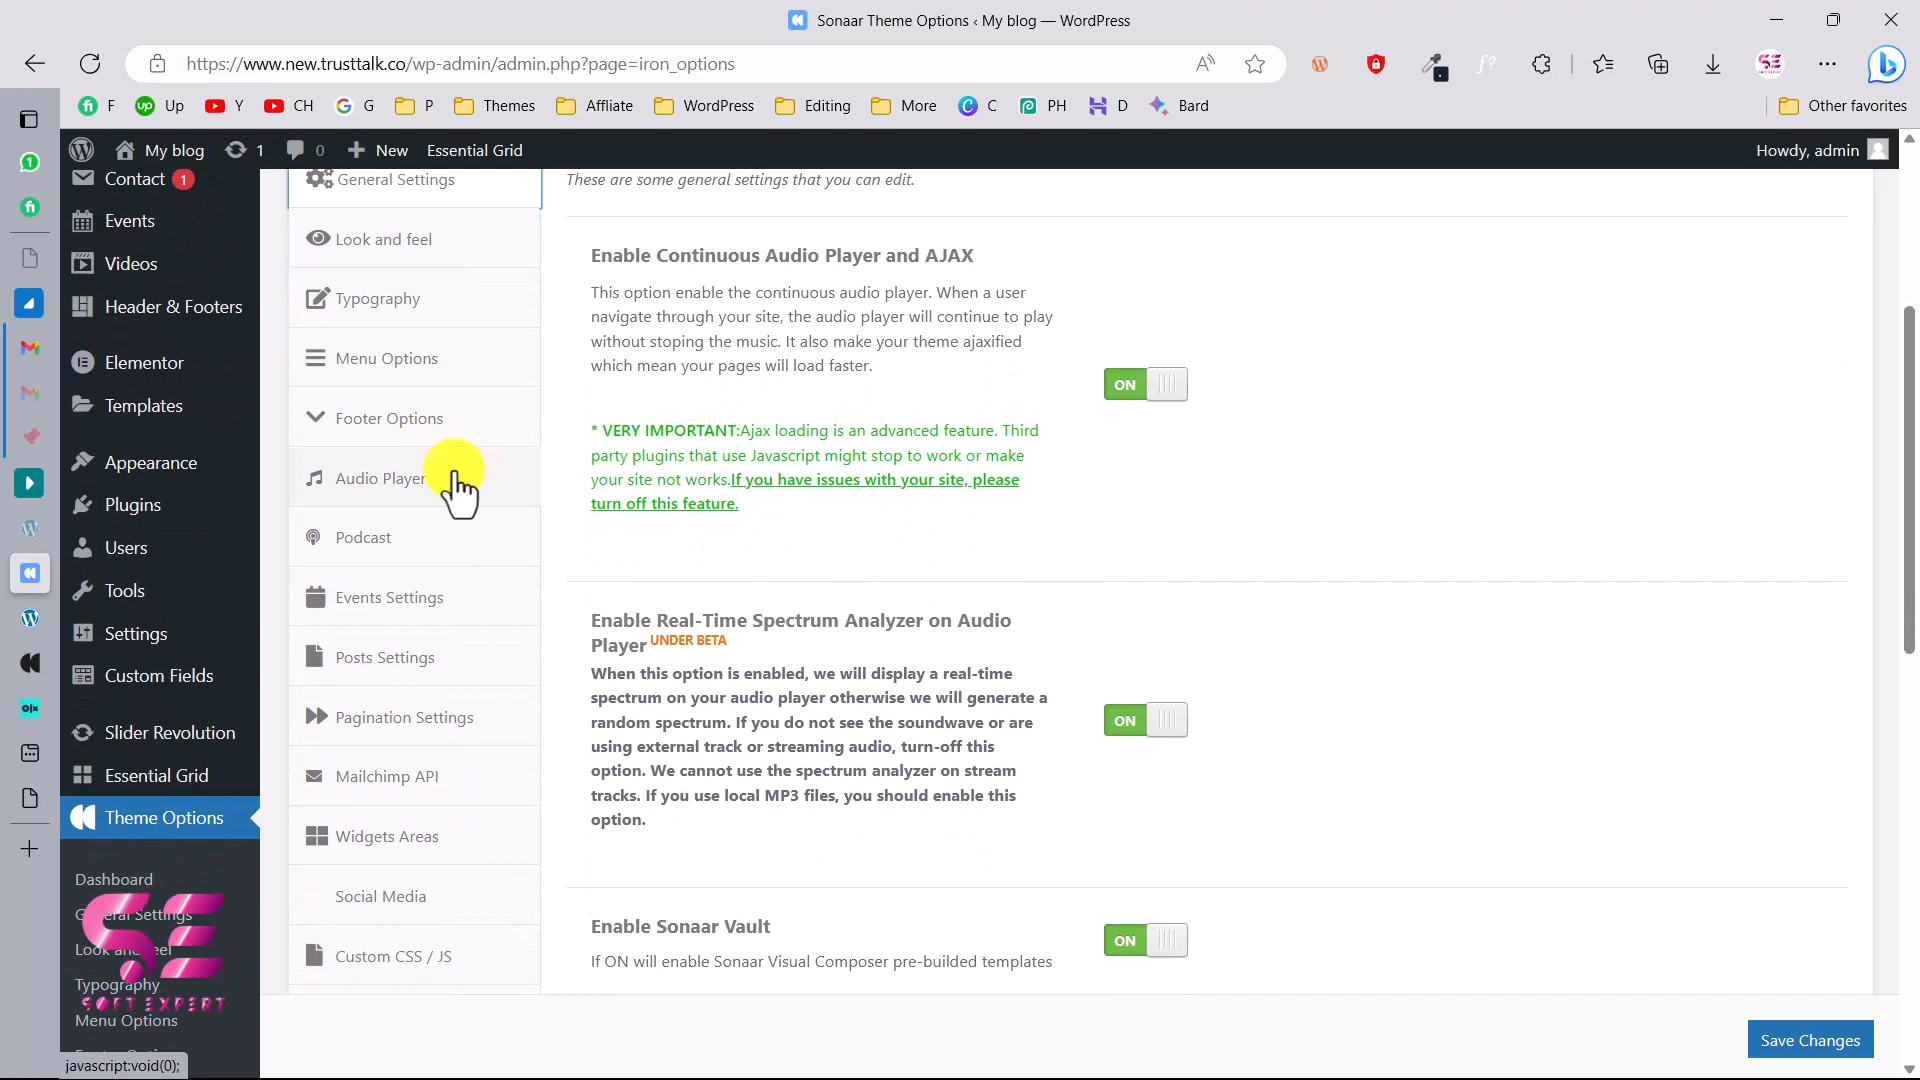 Sonaar Theme Options ‹ My blog — WordPress
https://www.new.trusttalk.co/wp-admin/admin.php?page=iron_options
F
Up
Y
CH
G
P
Themes
Affliate
WordPress
Editing
More
C
PH
D
Bard
Other favorites
My blog
1
0
New
Essential Grid
Howdy, admin
Contact 1
Events
Videos
Header & Footers
Elementor
Templates
Appearance
Plugins
Users
Tools
Settings
Custom Fields
Slider Revolution
Essential Grid
Theme Options
Dashboard
General Settings
Look and feel
Typography
Menu Options
SOFT EXPERT
javascript:void(0);
General Settings
Look and feel
Typography
Menu Options
Footer Options
Audio Player
Podcast
Events Settings
Posts Settings
Pagination Settings
Mailchimp API
Widgets Areas
Social Media
Custom CSS / JS
These are some general settings that you can edit.
Enable Continuous Audio Player and AJAX
This option enable the continuous audio player. When a user
navigate through your site, the audio player will continue to play
without stoping the music. It also make your theme ajaxified
which mean your pages will load faster.
ON
* VERY IMPORTANT:Ajax loading is an advanced feature. Third
party plugins that use Javascript might stop to work or make
your site not works.If you have issues with your site, please
turn off this feature.
Enable Real-Time Spectrum Analyzer on Audio
Player UNDER BETA
When this option is enabled, we will display a real-time
spectrum on your audio player otherwise we will generate a
random spectrum. If you do not see the soundwave or are
using external track or streaming audio, turn-off this
option. We cannot use the spectrum analyzer on stream
tracks. If you use local MP3 files, you should enable this
option.
ON
Enable Sonaar Vault
If ON will enable Sonaar Visual Composer pre-builded templates
ON
Save Changes